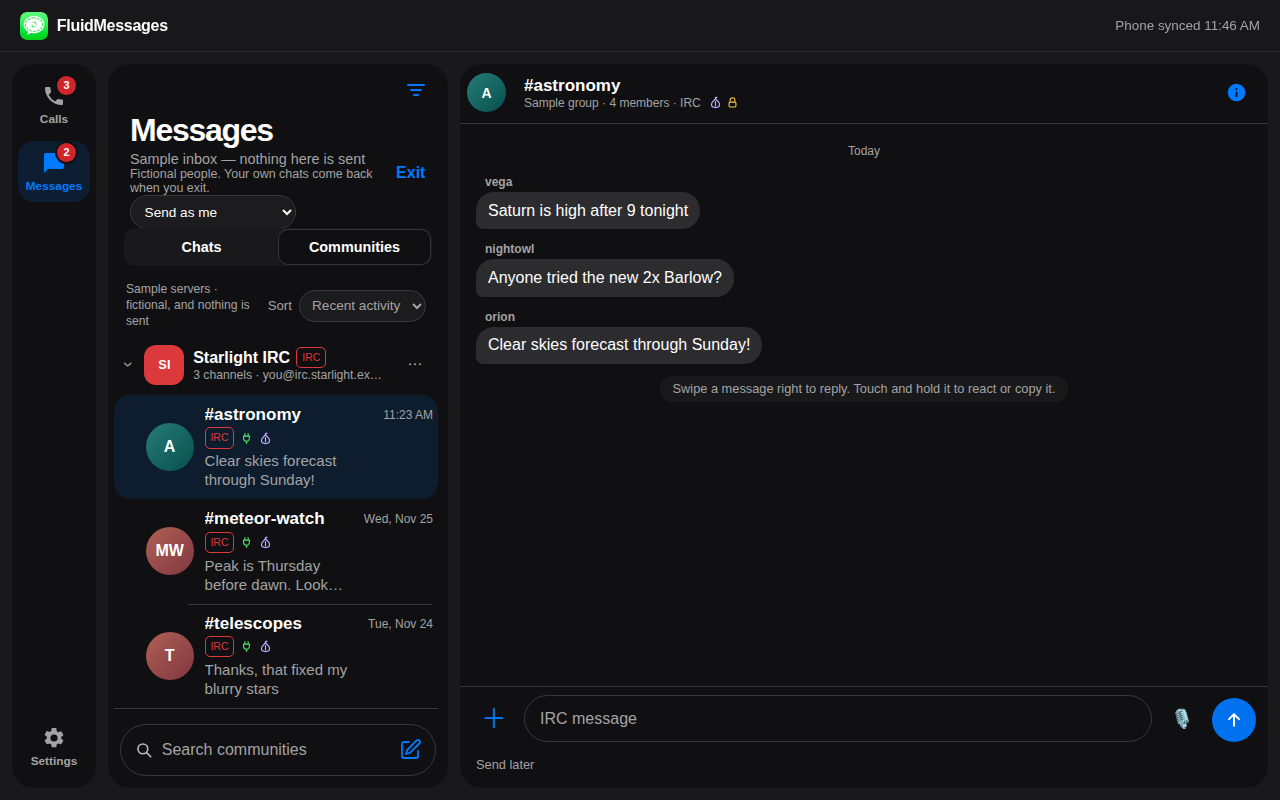 FluidMessages
Phone synced 11:46 AM
3
Calls
2
Messages
Settings
Messages
Sample inbox — nothing here is sent
Fictional people. Your own chats come back
when you exit.
Exit
Send as me
Chats
Communities
Sample servers ·
fictional, and nothing is
sent
Sort
Recent activity
SI
Starlight IRC
IRC
3 channels · you@irc.starlight.ex…
A
#astronomy
11:23 AM
IRC
Clear skies forecast
through Sunday!
MW
#meteor-watch
Wed, Nov 25
IRC
Peak is Thursday
before dawn. Look…
T
#telescopes
Tue, Nov 24
IRC
Thanks, that fixed my
blurry stars
Search communities
A
#astronomy
Sample group · 4 members · IRC
Today
vega
Saturn is high after 9 tonight
nightowl
Anyone tried the new 2x Barlow?
orion
Clear skies forecast through Sunday!
Swipe a message right to reply. Touch and hold it to react or copy it.
IRC message
Send later